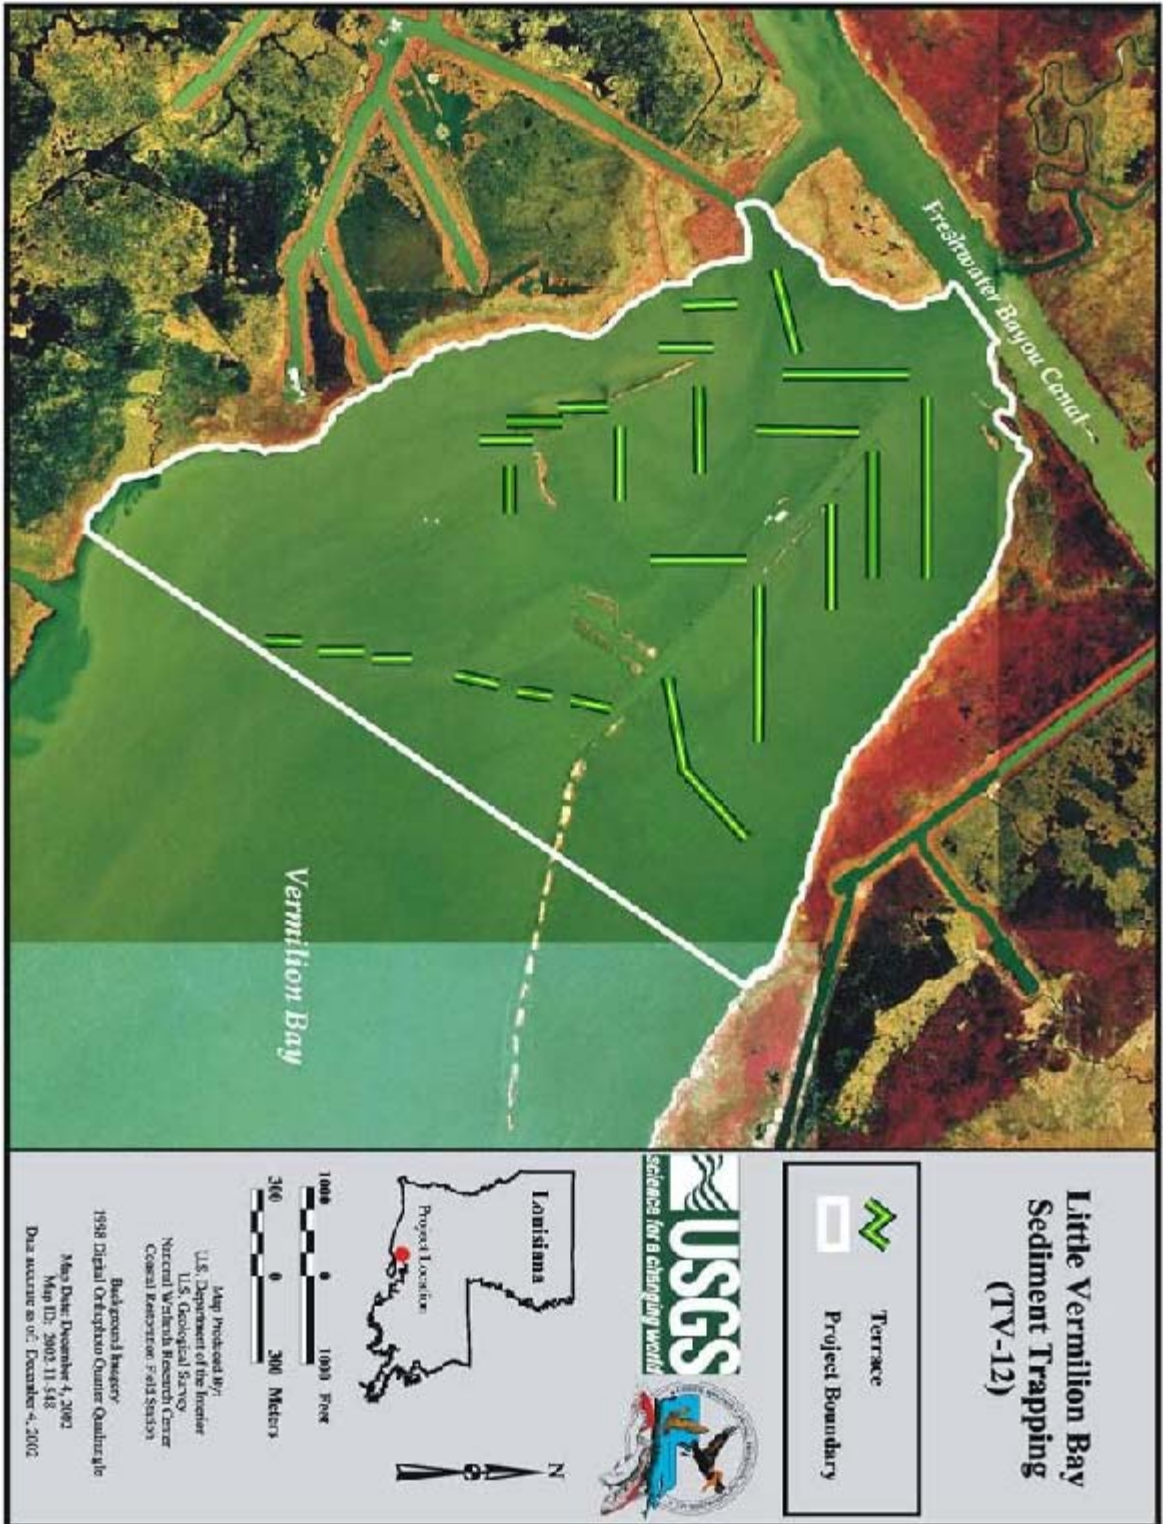 Freshwater Bayou Canal
Vermilion Bay
Little Vermilion Bay
Sediment Trapping
(TV-12)
Terrace
Project Boundary
USGS
science for a changing world
N
Louisiana
Project Location
1000 0 1000 Feet
300 0 300 Meters
Map Produced By:
U.S. Department of the Interior
U.S. Geological Survey
National Wetlands Research Center
Coastal Restoration Field Station
Background Imagery
1998 Digital Orthophoto Quarter Quadrangle
Map Date: December 4, 2002
Map ID: 2002-11-548
Data accurate as of: December 4, 2002